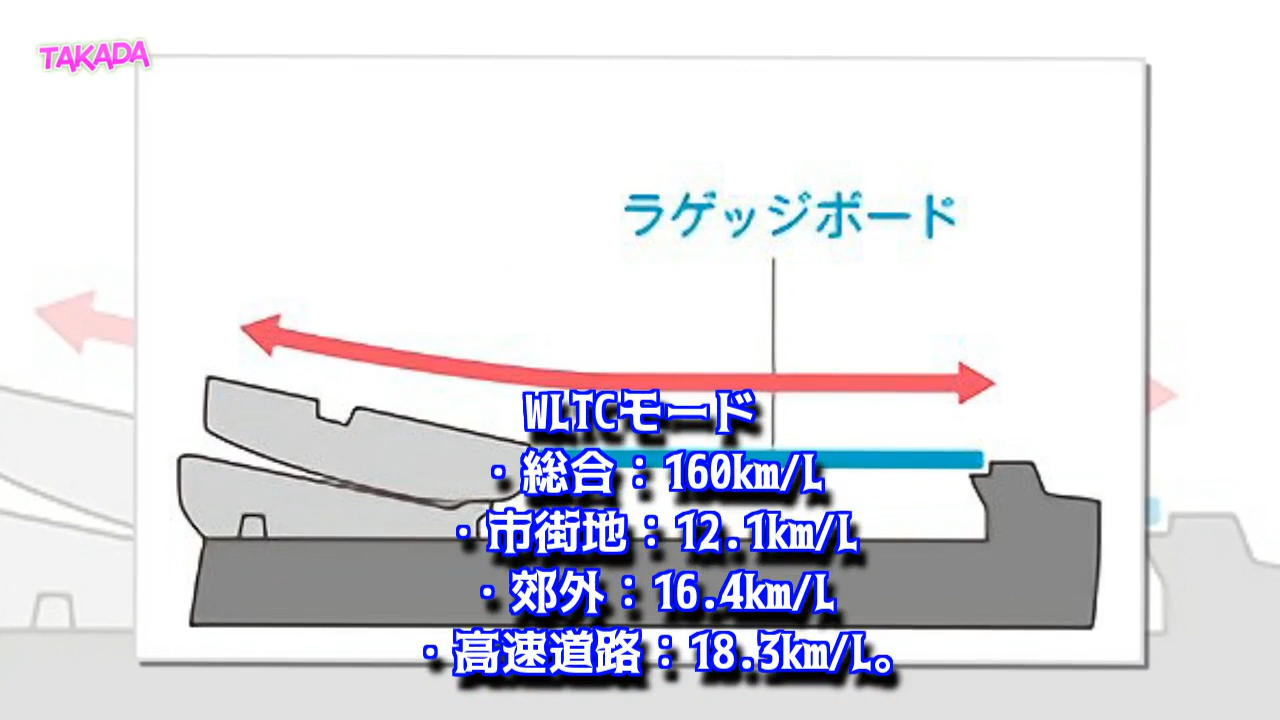 TAKADA
ラゲッジボード
WLTCモード
・総合：160km/L
・市街地：12.1km/L
・郊外：16.4km/L
・高速道路：18.3km/L。